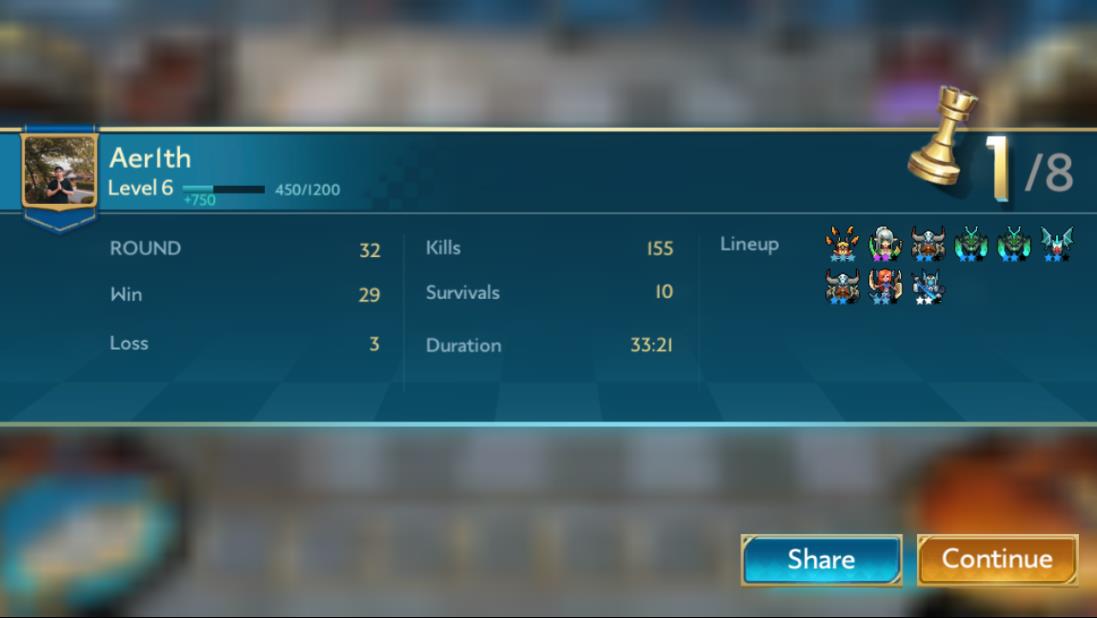 Aer1th
Level 6
+750
450/1200
1/8
ROUND 32
Win 29
Loss 3
Kills 155
Survivals 10
Duration 33:21
Lineup
Share
Continue